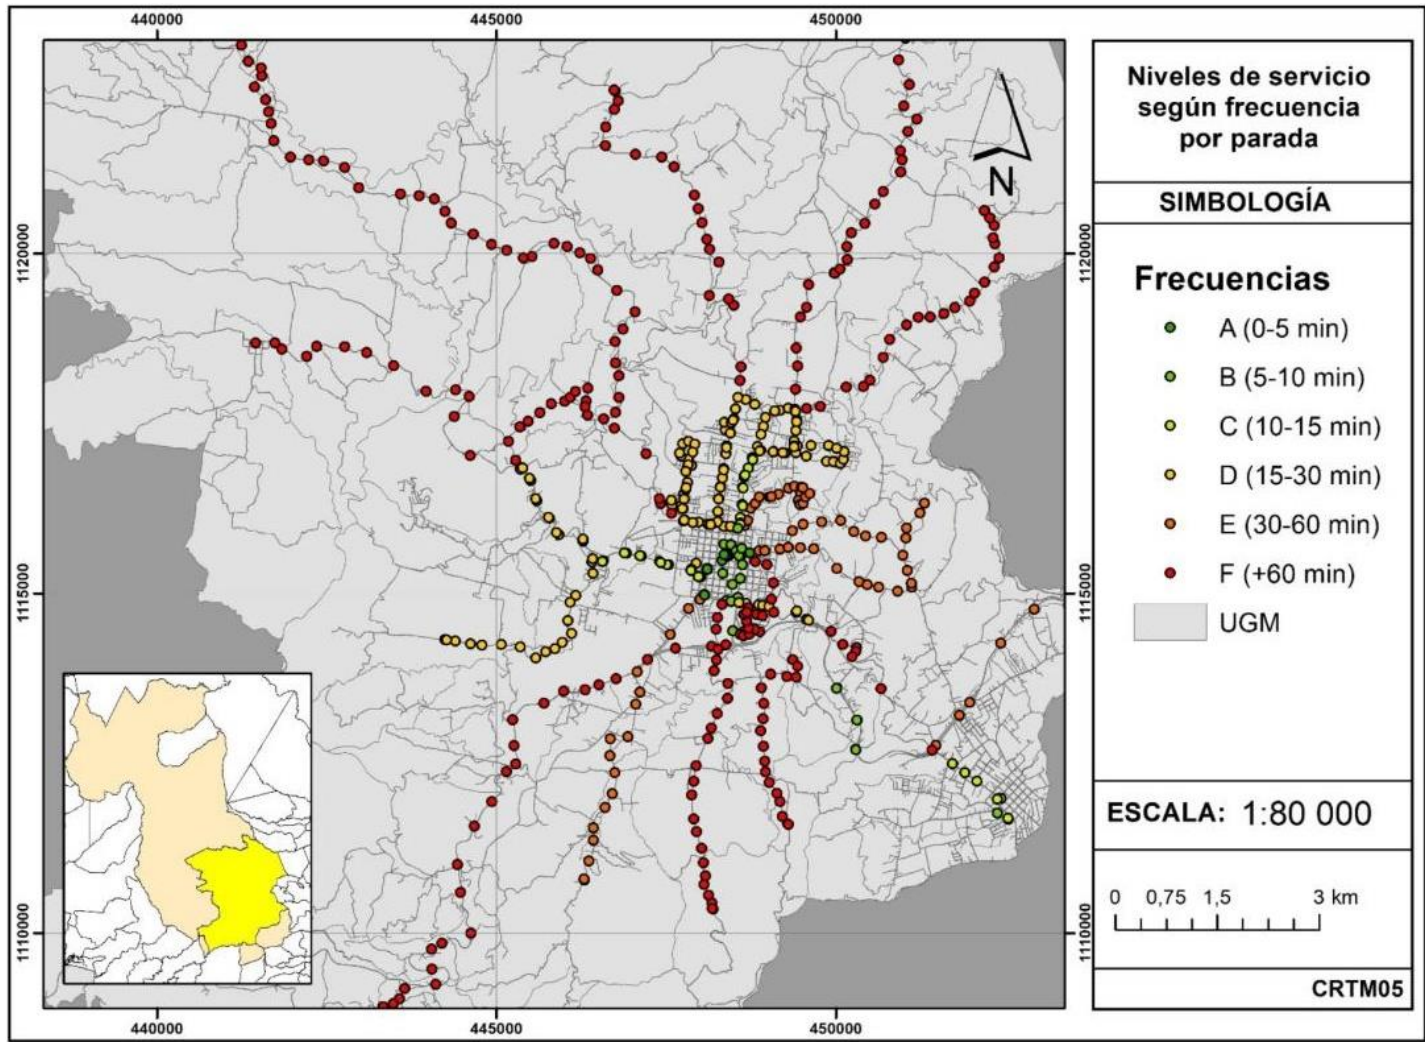 440000
445000
450000
1120000
1120000
1115000
1115000
1110000
1110000
440000
445000
450000
N
Niveles de servicio
según frecuencia
por parada
SIMBOLOGÍA
Frecuencias
A (0-5 min)
B (5-10 min)
C (10-15 min)
D (15-30 min)
E (30-60 min)
F (+60 min)
UGM
ESCALA: 1:80 000
0 0,75 1,5 3 km
CRTM05